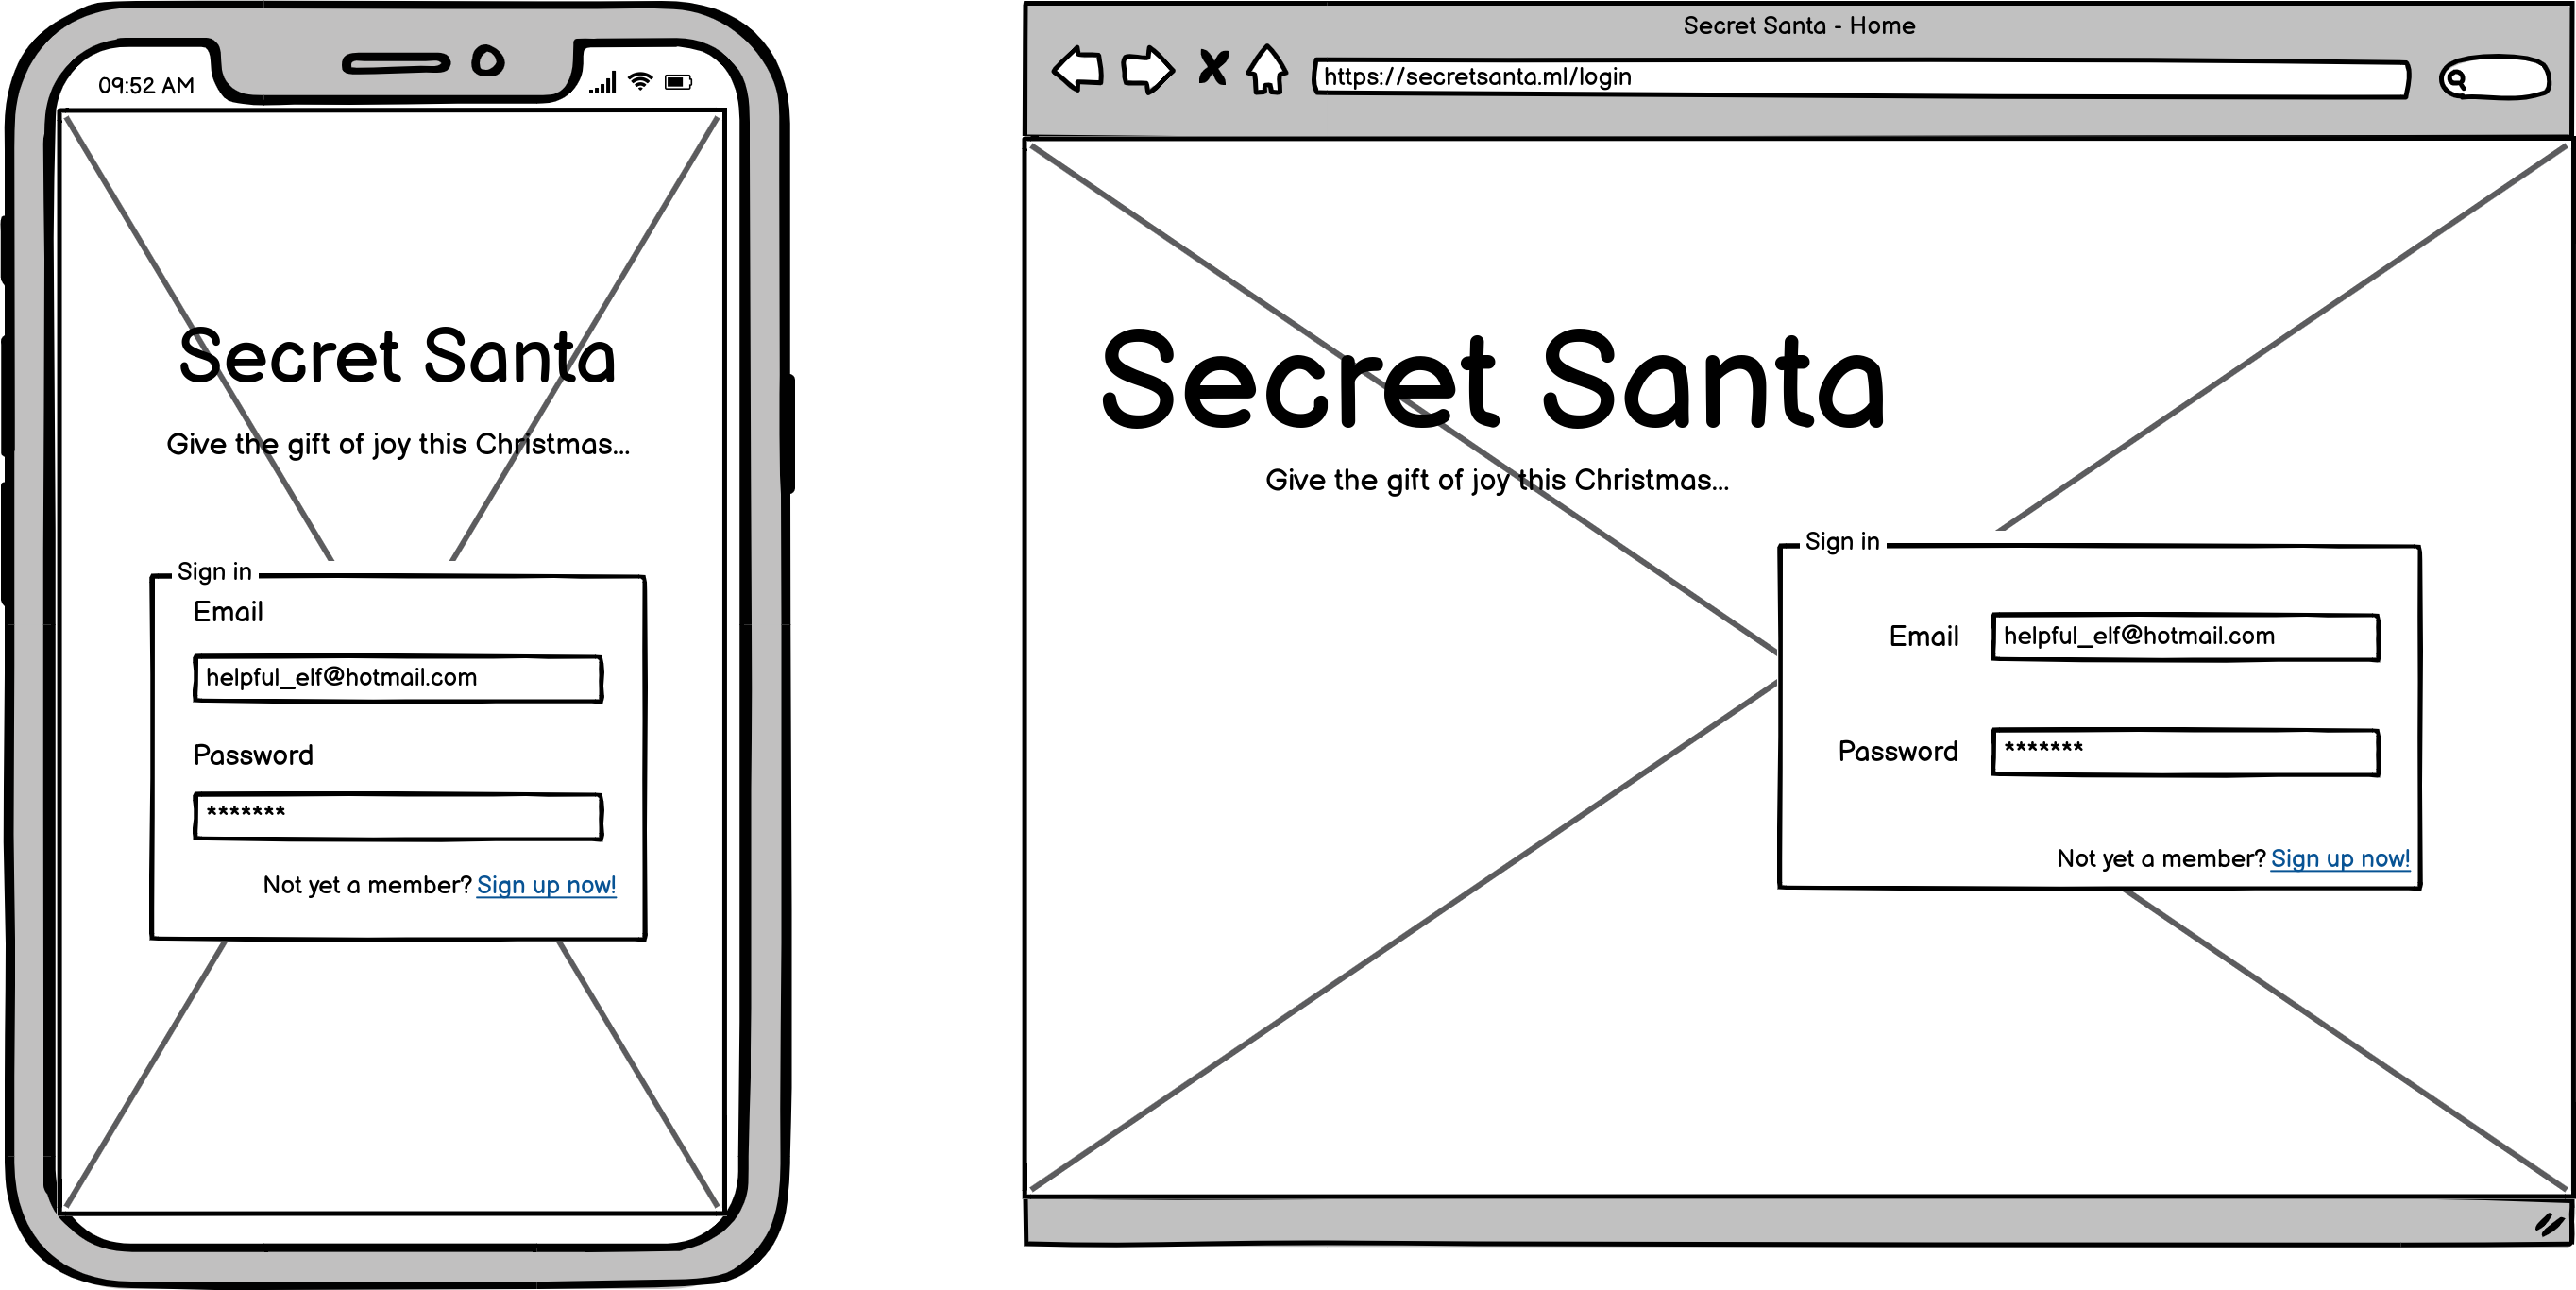 09:52 AM
Secret Santa
Give the gift of joy this Christmas...
Sign in
Email
helpful_elf@hotmail.com
Password
*******
Not yet a member? Sign up now!
Secret Santa - Home
https://secretsanta.ml/login
Secret Santa
Give the gift of joy this Christmas...
Sign in
Email helpful_elf@hotmail.com
Password *******
Not yet a member? Sign up now!